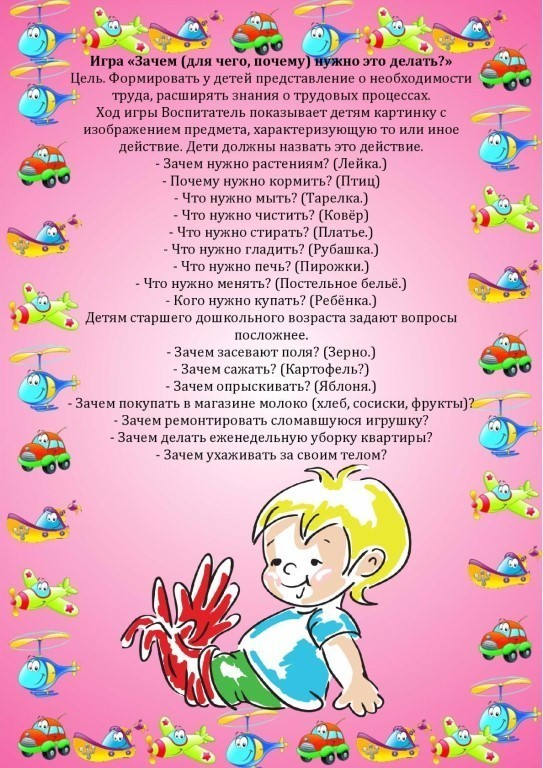 Игра «Зачем (для чего, почему) нужно это делать?»
Цель. Формировать у детей представление о необходимости
труда, расширять знания о трудовых процессах.
Ход игры Воспитатель показывает детям картинку с
изображением предмета, характеризующую то или иное
действие. Дети должны назвать это действие.
- Зачем нужно растениям? (Лейка.)
- Почему нужно кормить? (Птиц)
- Что нужно мыть? (Тарелка.)
- Что нужно чистить? (Ковёр)
- Что нужно стирать? (Платье.)
- Что нужно гладить? (Рубашка.)
- Что нужно печь? (Пирожки.)
- Что нужно менять? (Постельное бельё.)
- Кого нужно купать? (Ребёнка.)
Детям старшего дошкольного возраста задают вопросы
посложнее.
- Зачем засевают поля? (Зерно.)
- Зачем сажать? (Картофель?)
- Зачем опрыскивать? (Яблоня.)
- Зачем покупать в магазине молоко (хлеб, сосиски, фрукты)?
- Зачем ремонтировать сломавшуюся игрушку?
- Зачем делать еженедельную уборку квартиры?
- Зачем ухаживать за своим телом?